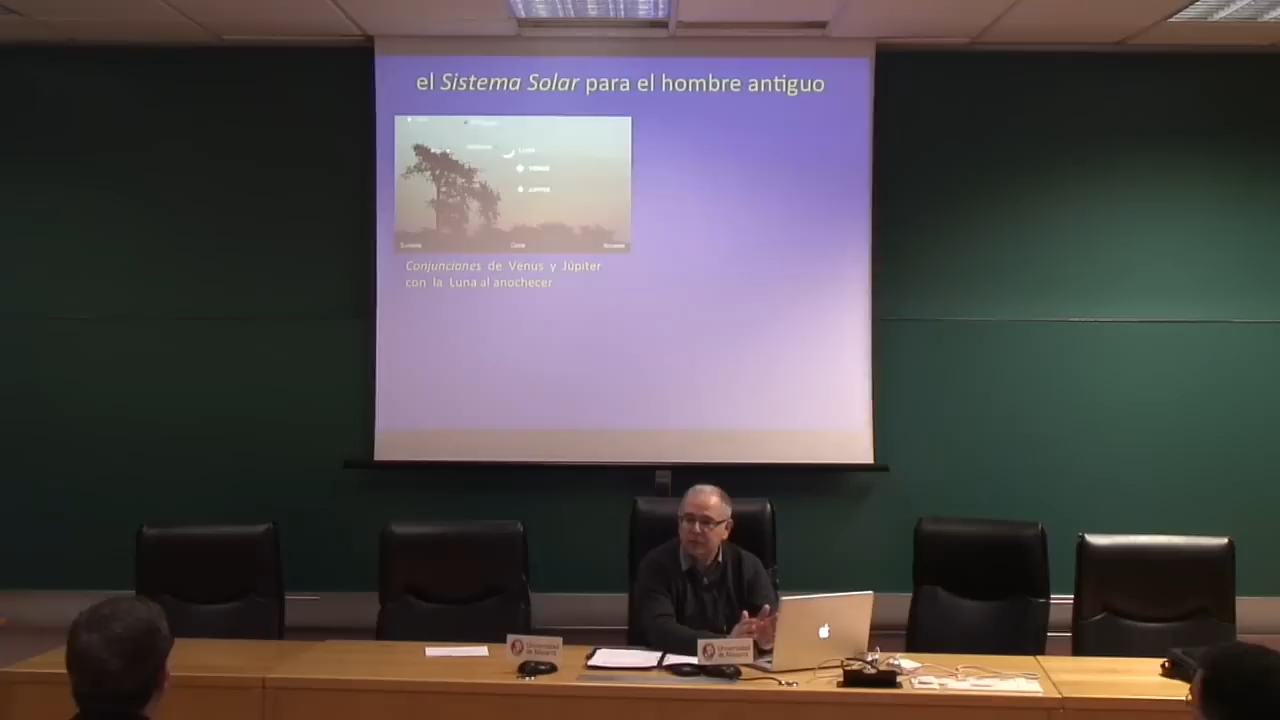 el Sistema Solar para el hombre antiguo
LUNA
VENUS
JUPITER
Conjunciones de Venus y Júpiter
con la Luna al anochecer
Universidad
de Navarra
Universidad
de Navarra